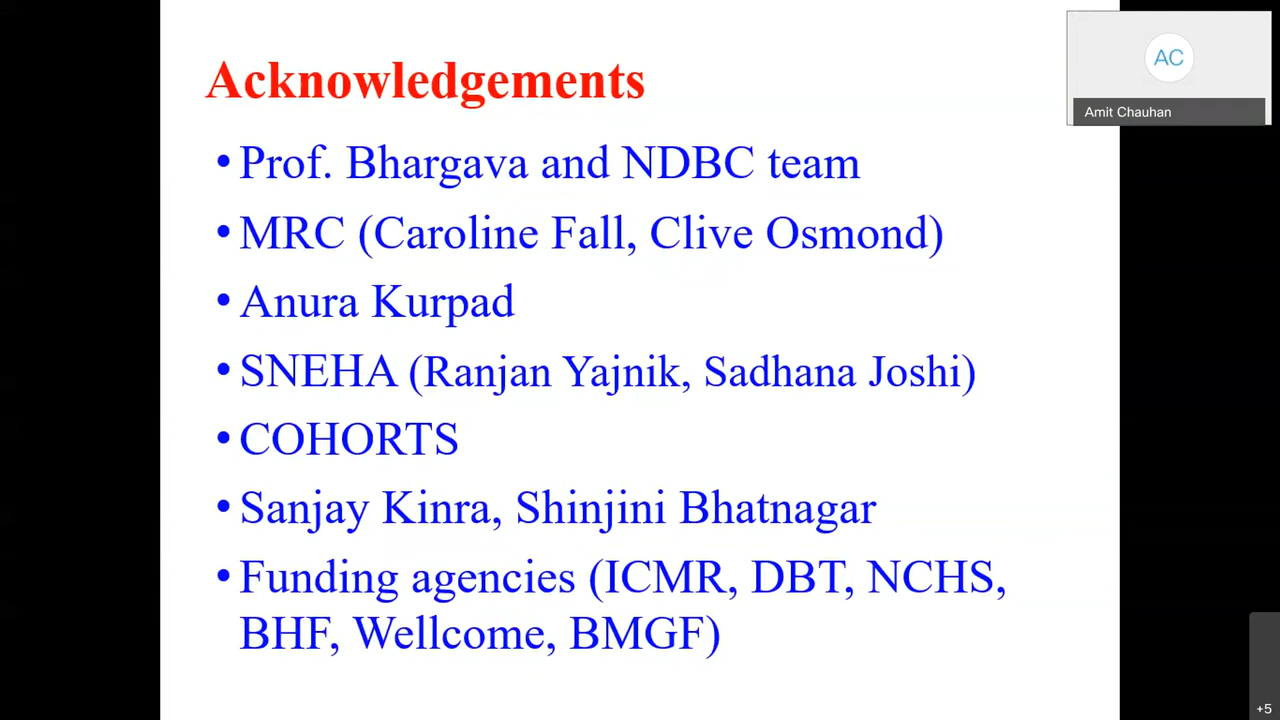 Acknowledgements
• Prof. Bhargava and NDBC team
• MRC (Caroline Fall, Clive Osmond)
• Anura Kurpad
• SNEHA (Ranjan Yajnik, Sadhana Joshi)
• COHORTS
• Sanjay Kinra, Shinjini Bhatnagar
• Funding agencies (ICMR, DBT, NCHS,
BHF, Wellcome, BMGF)
AC
Amit Chauhan
+5